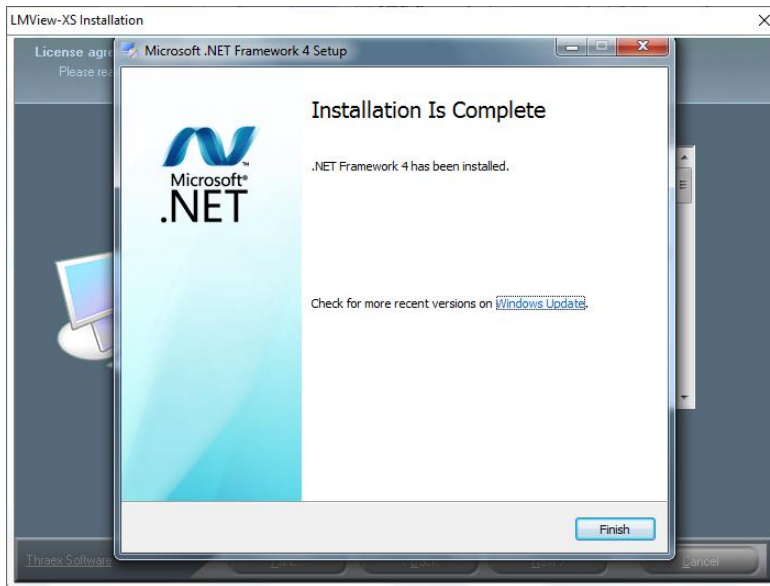 LMView-XS Installation
License agre
Please rea
Microsoft .NET Framework 4 Setup
Installation Is Complete
.NET Framework 4 has been installed.
Microsoft®
.NET™
Check for more recent versions on Windows Update.
Finish
Thraex Software
Cancel